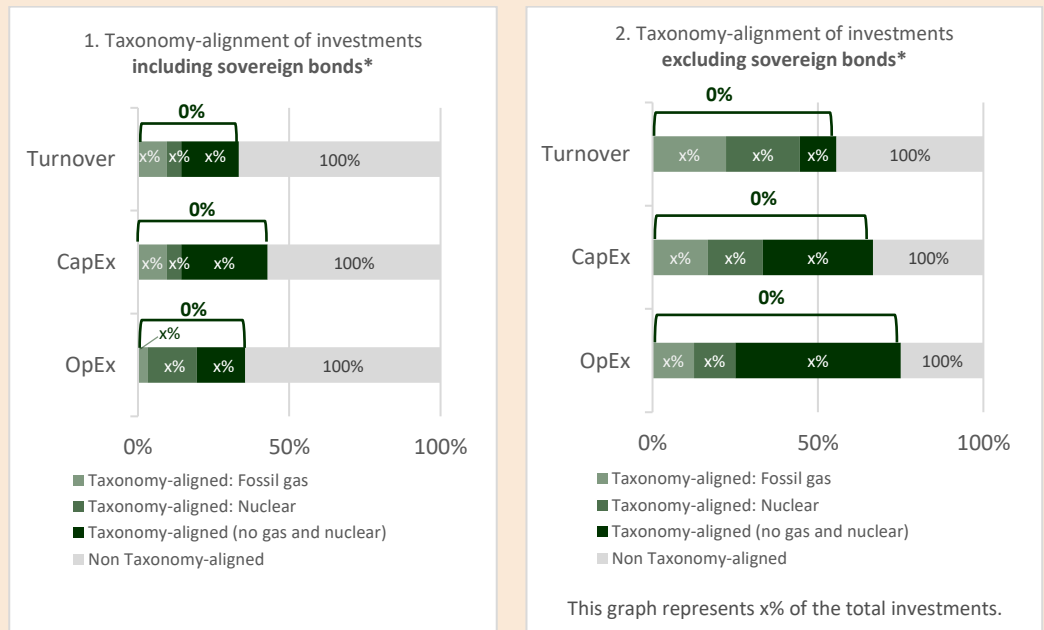 1. Taxonomy-alignment of investments
including sovereign bonds*
0%
Turnover
x% x% x% 100%
0%
CapEx
x% x% x% 100%
0%
x%
OpEx
x% x% 100%
0% 50% 100%
Taxonomy-aligned: Fossil gas
Taxonomy-aligned: Nuclear
Taxonomy-aligned (no gas and nuclear)
Non Taxonomy-aligned
2. Taxonomy-alignment of investments
excluding sovereign bonds*
0%
Turnover
x% x% x% 100%
0%
CapEx
x% x% x% 100%
0%
OpEx
x% x% x% 100%
0% 50% 100%
Taxonomy-aligned: Fossil gas
Taxonomy-aligned: Nuclear
Taxonomy-aligned (no gas and nuclear)
Non Taxonomy-aligned
This graph represents x% of the total investments.